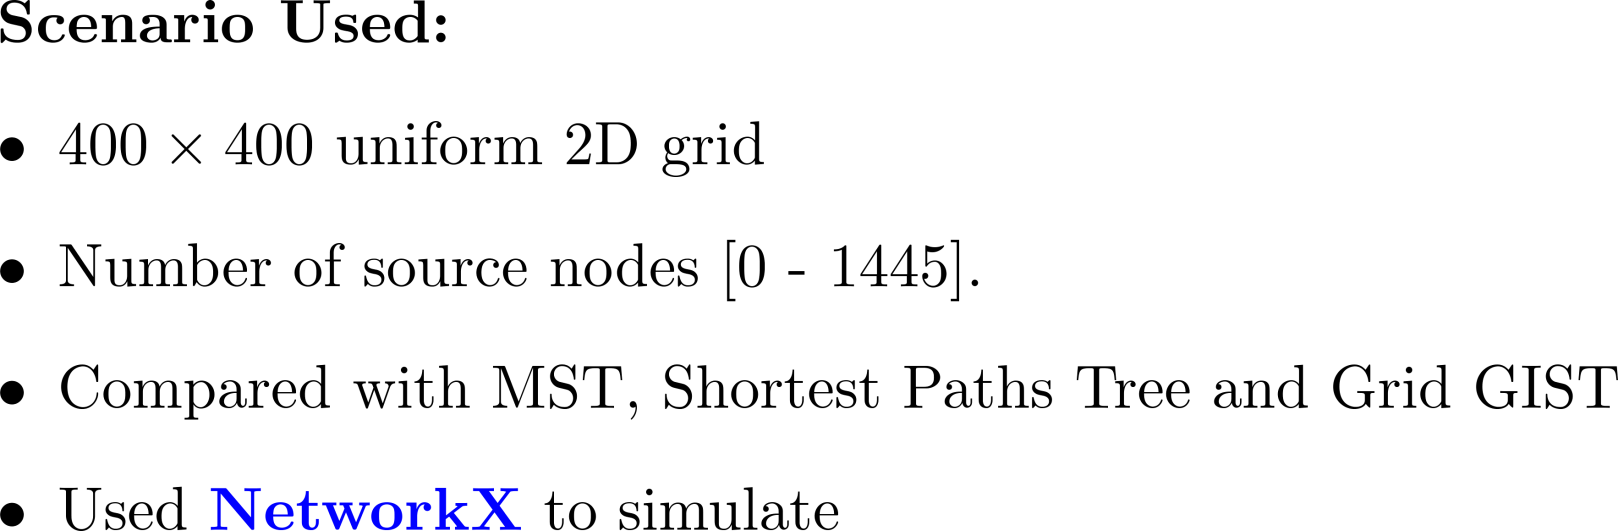 Scenario Used:
• 400 × 400 uniform 2D grid
• Number of source nodes [0 - 1445].
• Compared with MST, Shortest Paths Tree and Grid GIST
• Used NetworkX to simulate